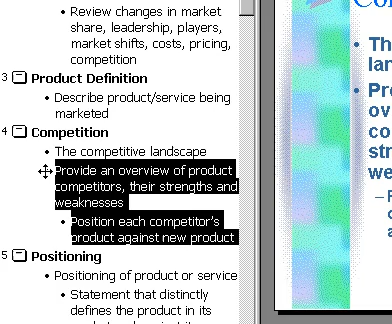 • Review changes in market
share, leadership, players,
market shifts, costs, pricing,
competition
3 Product Definition
• Describe product/service being
marketed
4 Competition
• The competitive landscape
Provide an overview of product
competitors, their strengths and
weaknesses
• Position each competitor's
product against new product
5 Positioning
• Positioning of product or service
• Statement that distinctly
defines the product in its
• Th
lan
• Pro
ov
co
str
we